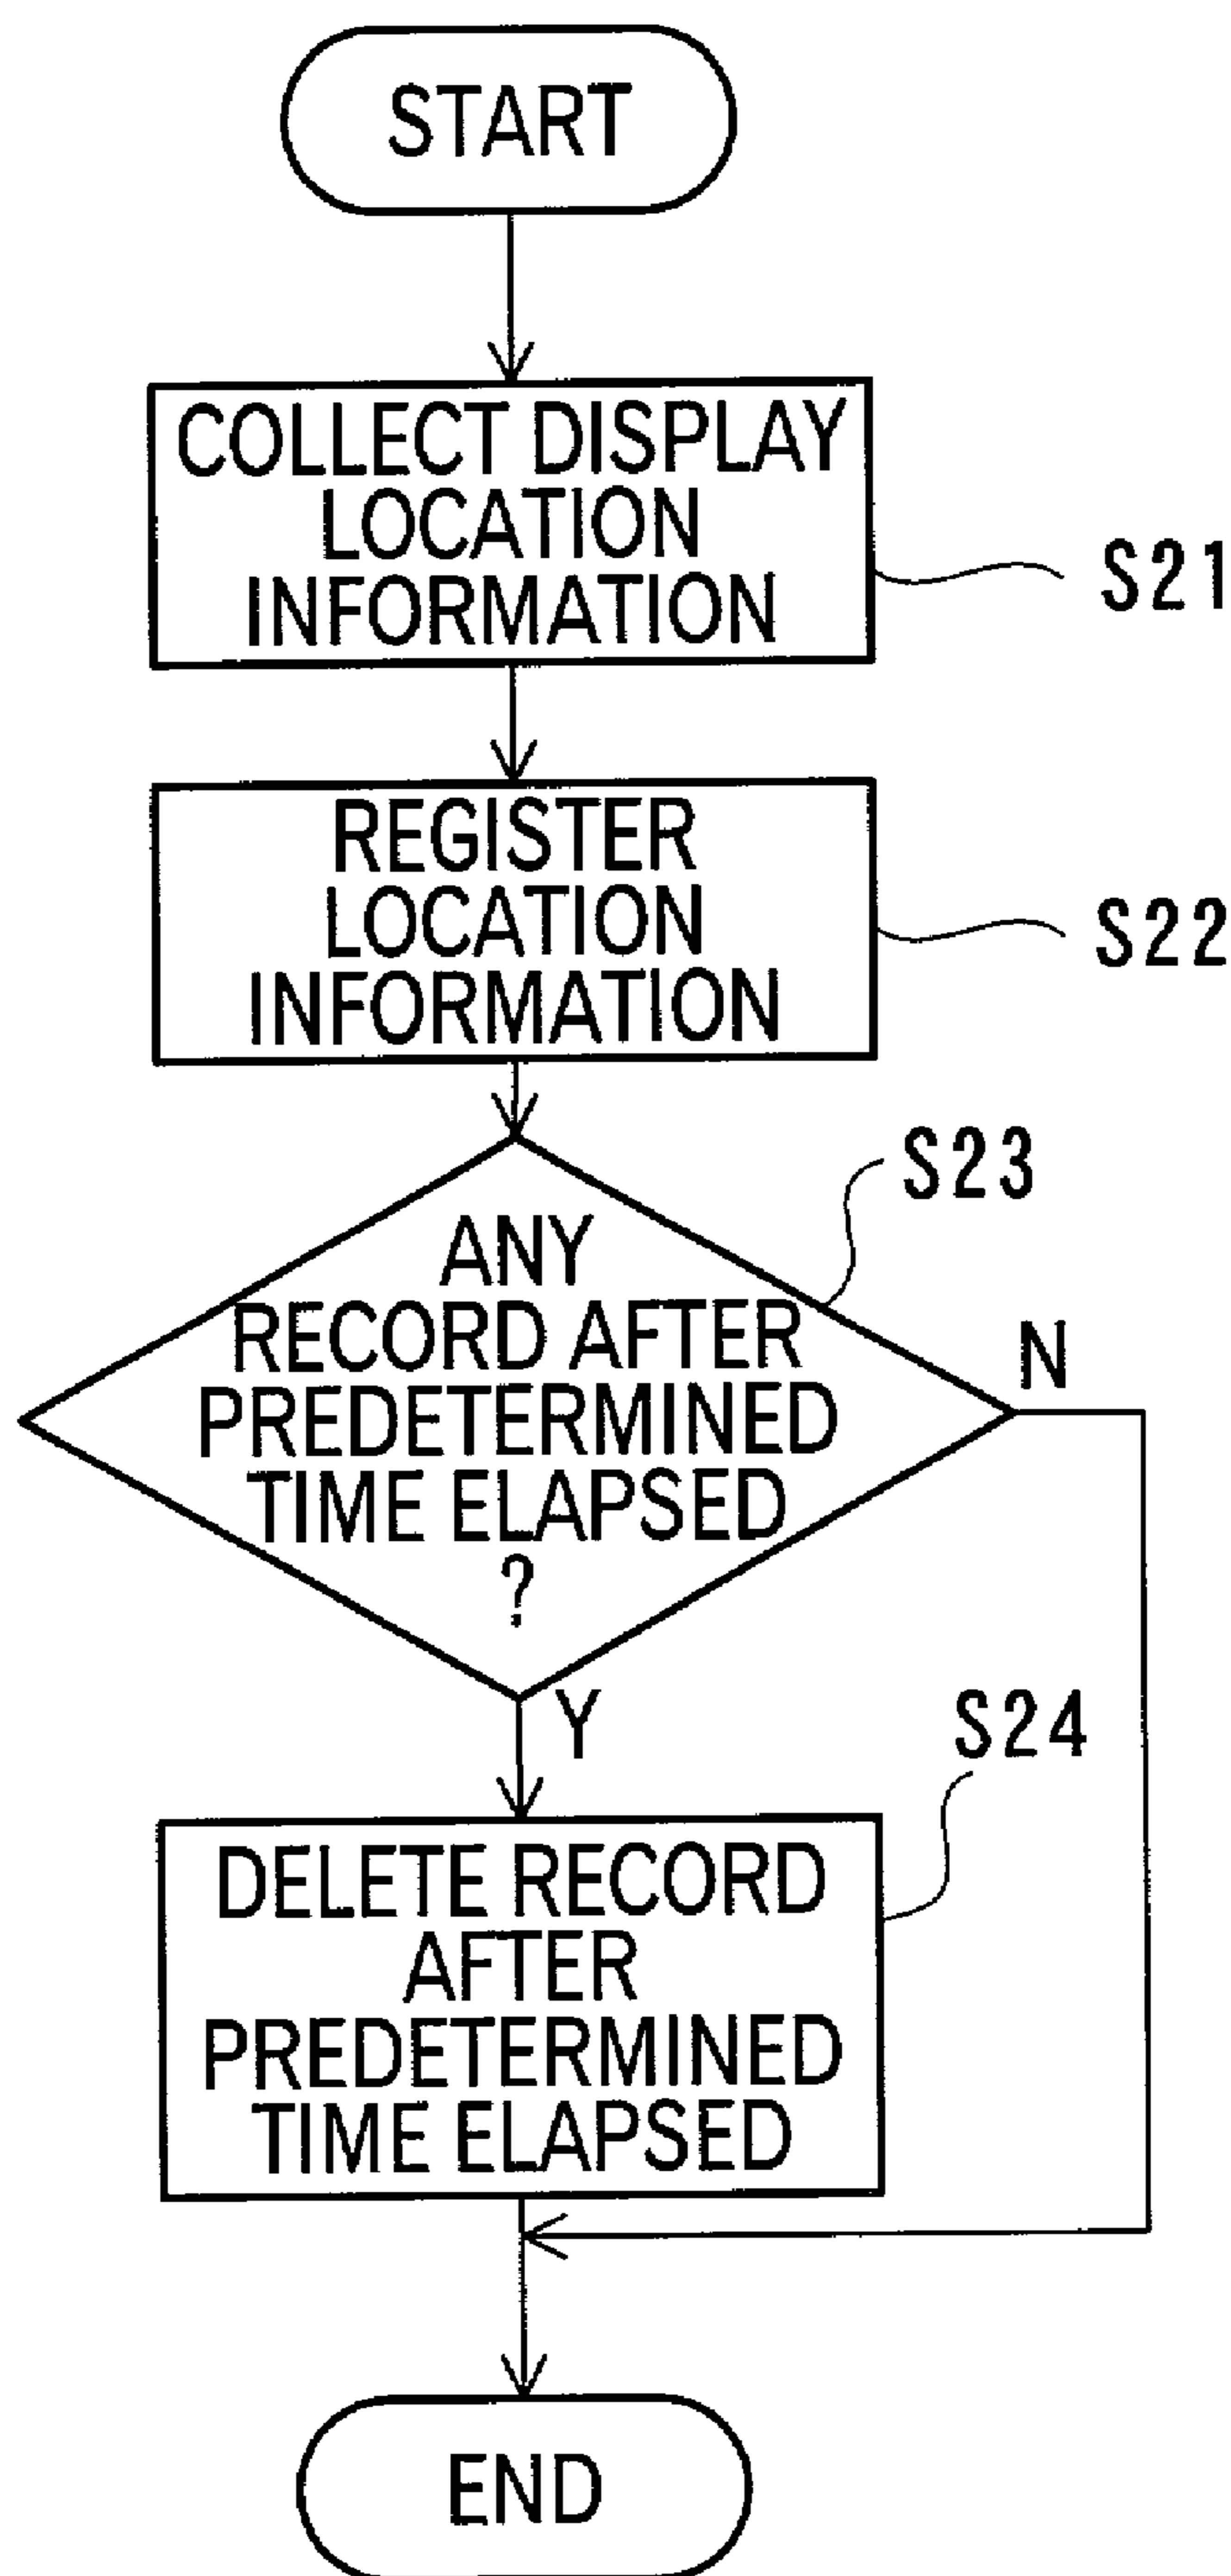 START
COLLECT DISPLAY
LOCATION
INFORMATION
S21
REGISTER
LOCATION
INFORMATION
S22
S23
ANY
RECORD AFTER
PREDETERMINED
TIME ELAPSED
?
N
Y
S24
DELETE RECORD
AFTER
PREDETERMINED
TIME ELAPSED
END